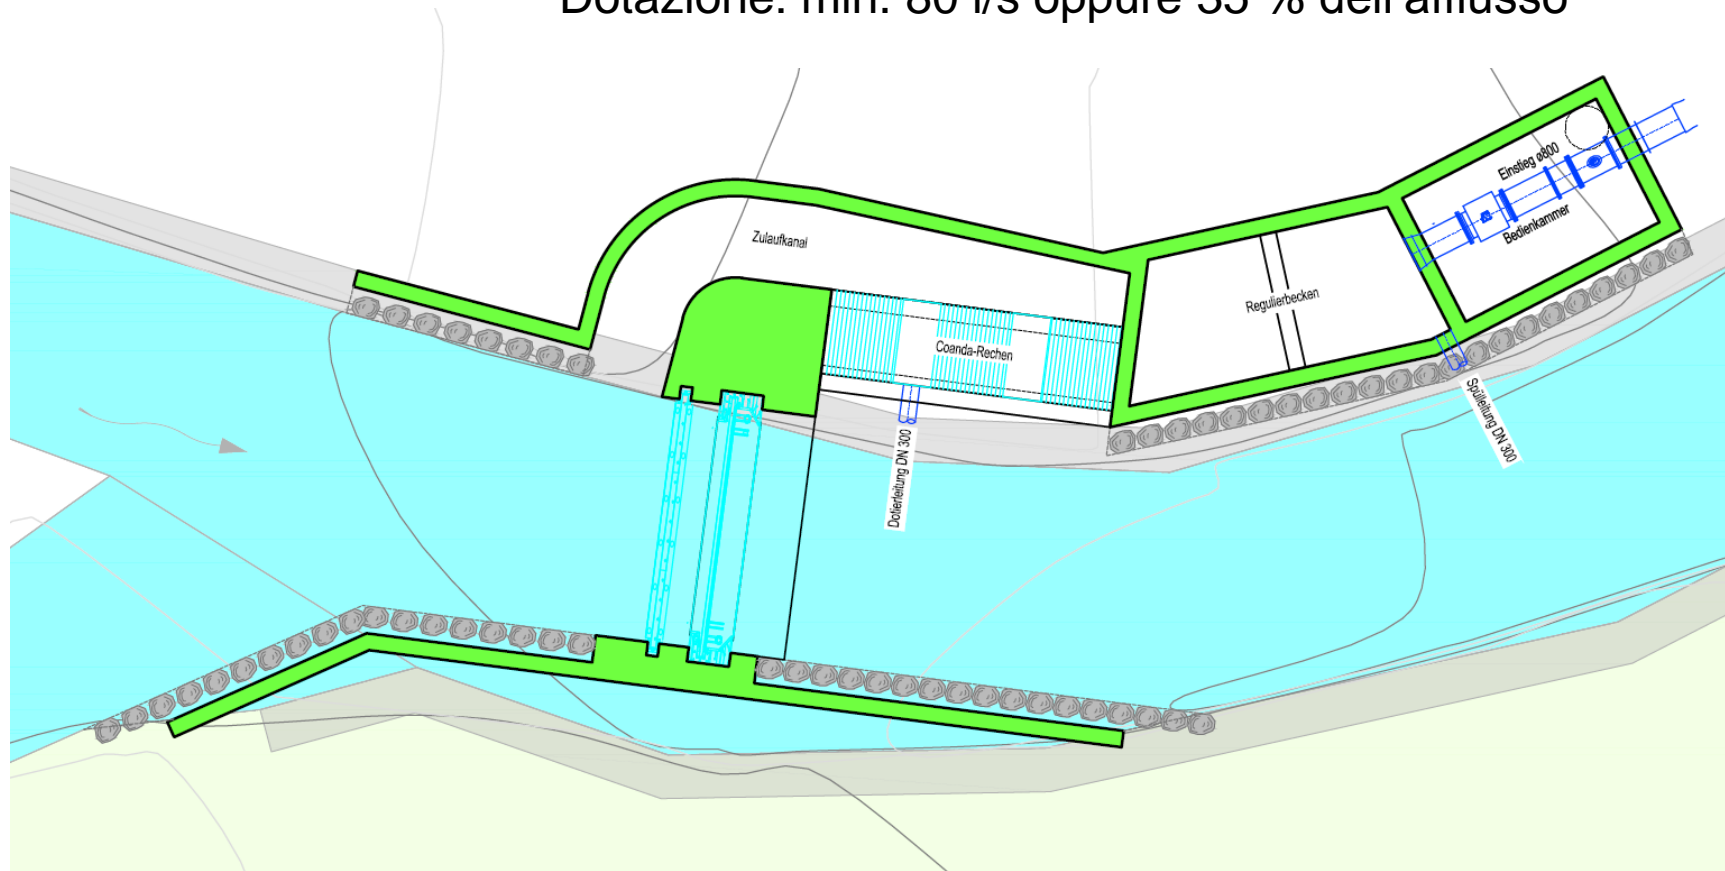 Dotazione: min. 80 l/s oppure 35 % dell'afflusso
Einstieg ø800
Bedienkammer
Zulaufkanal
Regulierbecken
Coanda-Rechen
Dotierleitung DN 300
Spülleitung DN 300